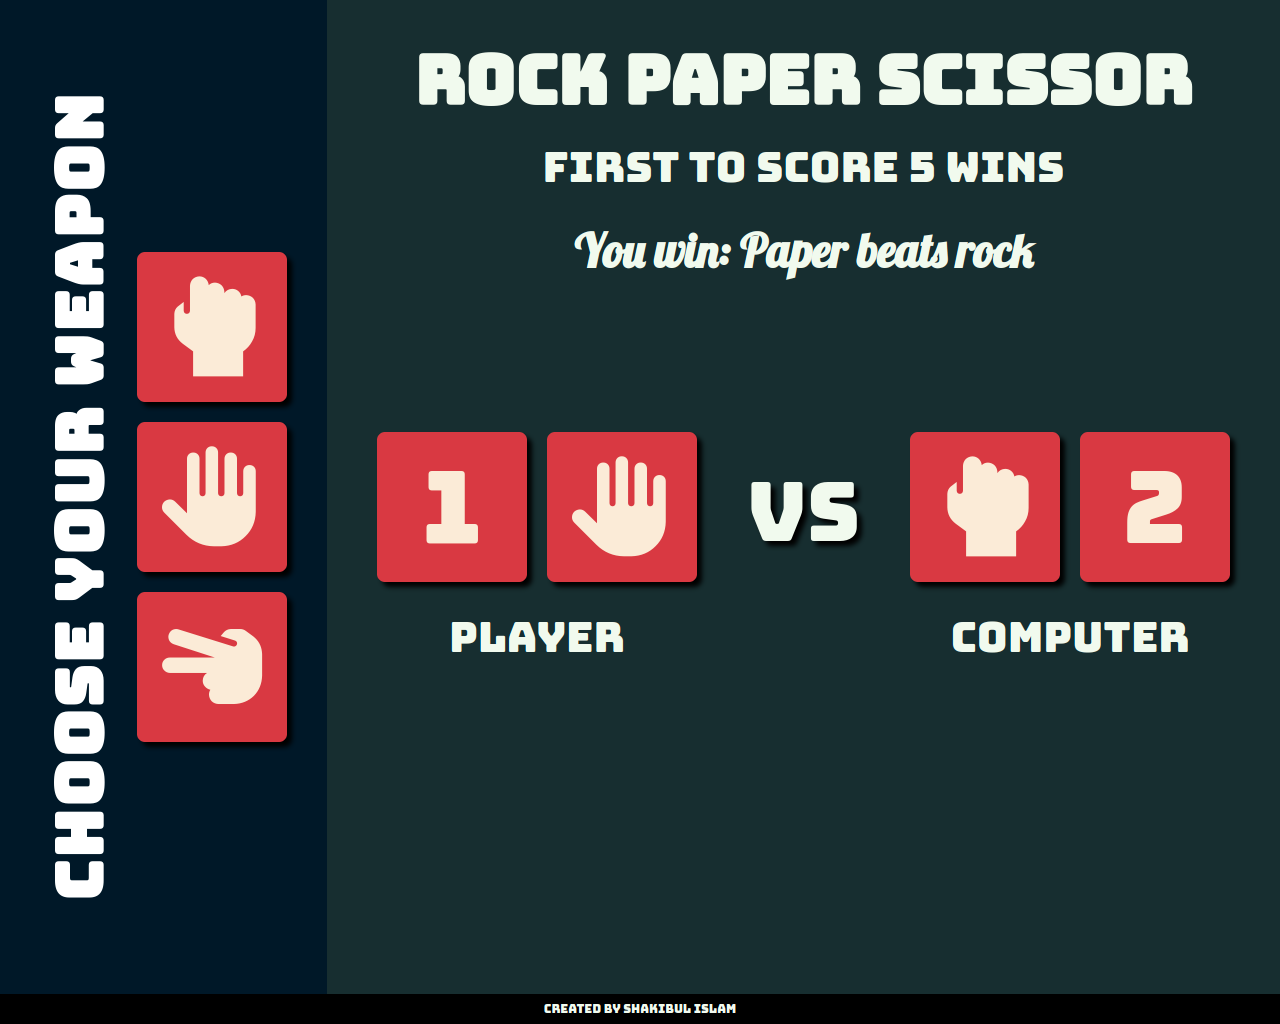 CHOOSE YOUR WEAPON
ROCK PAPER SCISSOR
FIRST TO SCORE 5 WINS
You win: Paper beats rock
1
VS
2
PLAYER
COMPUTER
CREATED BY SHAKIBUL ISLAM